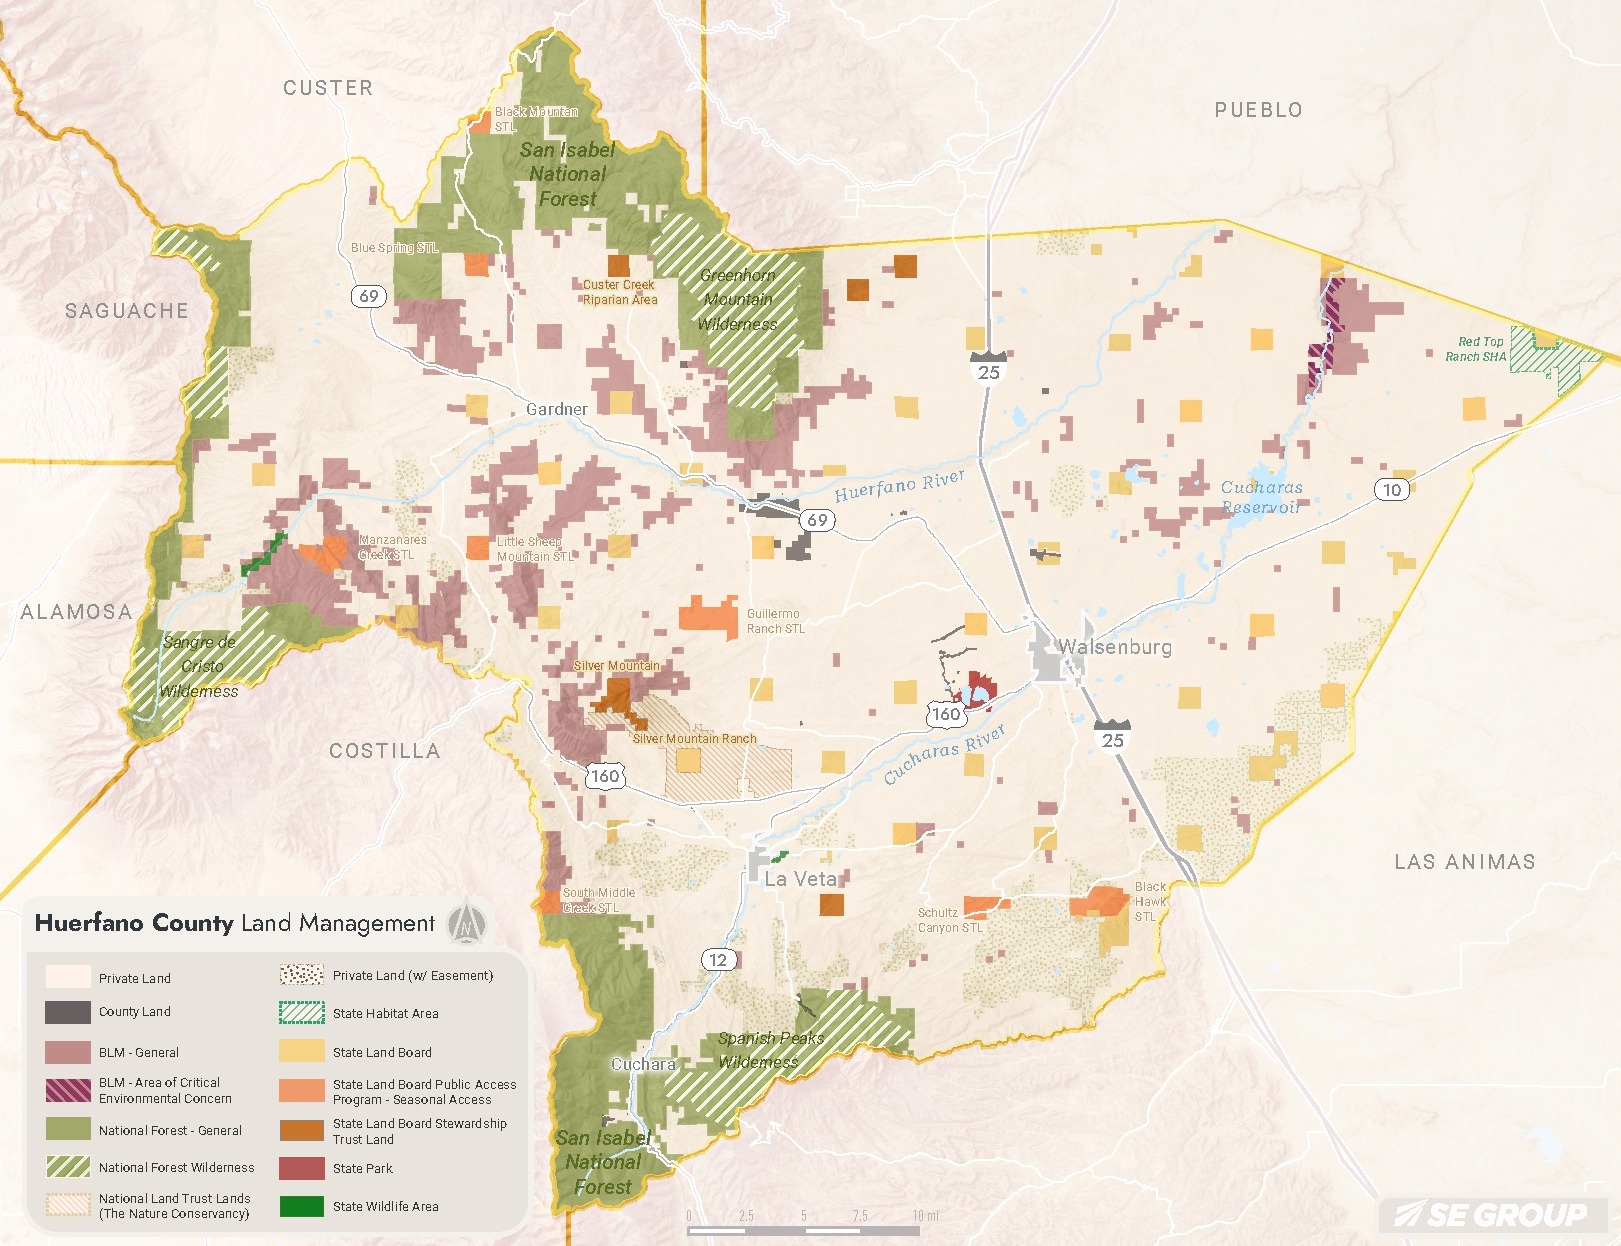 CUSTER
PUEBLO
Black Mountain
STL
San Isabel
National
Forest
Blue Spring STL
SAGUACHE
69
Custer Creek
Riparian Area
Greenhorn
Mountain
Wilderness
25
Red Top
Ranch SHA
Gardner
Huerfano River
Cucharas
Reservoir
10
69
Manzanares
Creek STL
Little Sheep
Mountain STL
ALAMOSA
Guillermo
Ranch STL
Sangre de
Cristo
Wilderness
Walsenburg
Silver Mountain
160
Silver Mountain Ranch
COSTILLA
25
Cucharas River
160
LAS ANIMAS
La Veta
South Middle
Creek STL
Schultz
Canyon STL
Black
Hawk
STL
12
Spanish Peaks
Wilderness
Cuchara
San Isabel
National
Forest
Huerfano County Land Management
N
Private Land
County Land
BLM - General
BLM - Area of Critical
Environmental Concern
National Forest - General
National Forest Wilderness
National Land Trust Lands
(The Nature Conservancy)
Private Land (w/ Easement)
State Habitat Area
State Land Board
State Land Board Public Access
Program - Seasonal Access
State Land Board Stewardship
Trust Land
State Park
State Wildlife Area
0 2.5 5 7.5 10 mi
SE GROUP